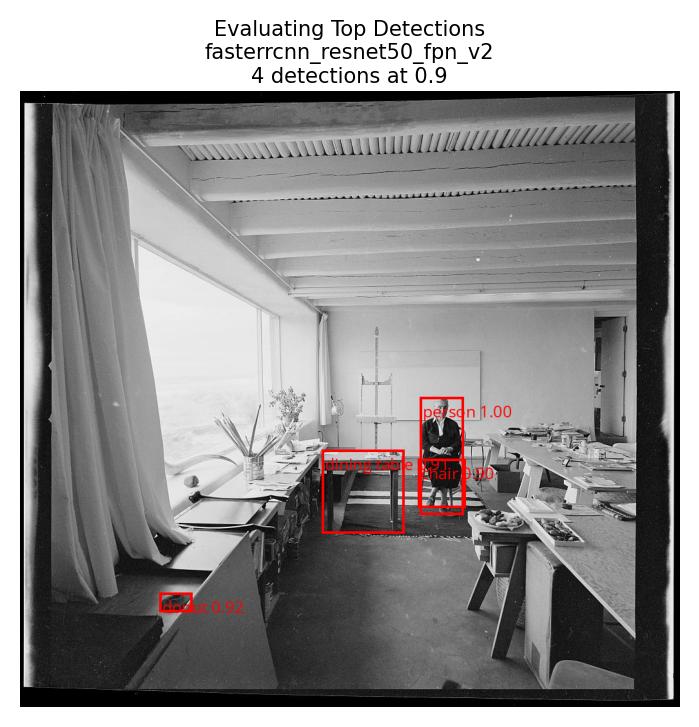 Evaluating Top Detections
fasterrcnn_resnet50_fpn_v2
4 detections at 0.9
person 1.00
dining table 0.91
chair 0.90
donut 0.92